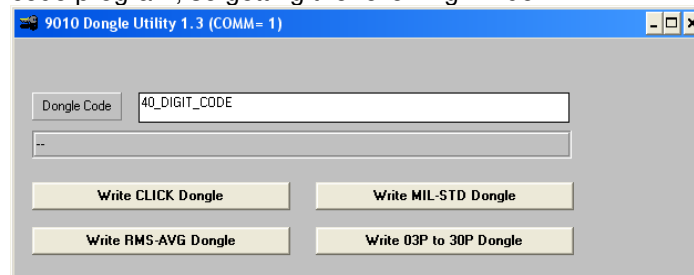 9010 Dongle Utility 1.3 (COMM= 1)
Dongle Code 40_DIGIT_CODE
--
Write CLICK Dongle Write MIL-STD Dongle
Write RMS-AVG Dongle Write 03P to 30P Dongle